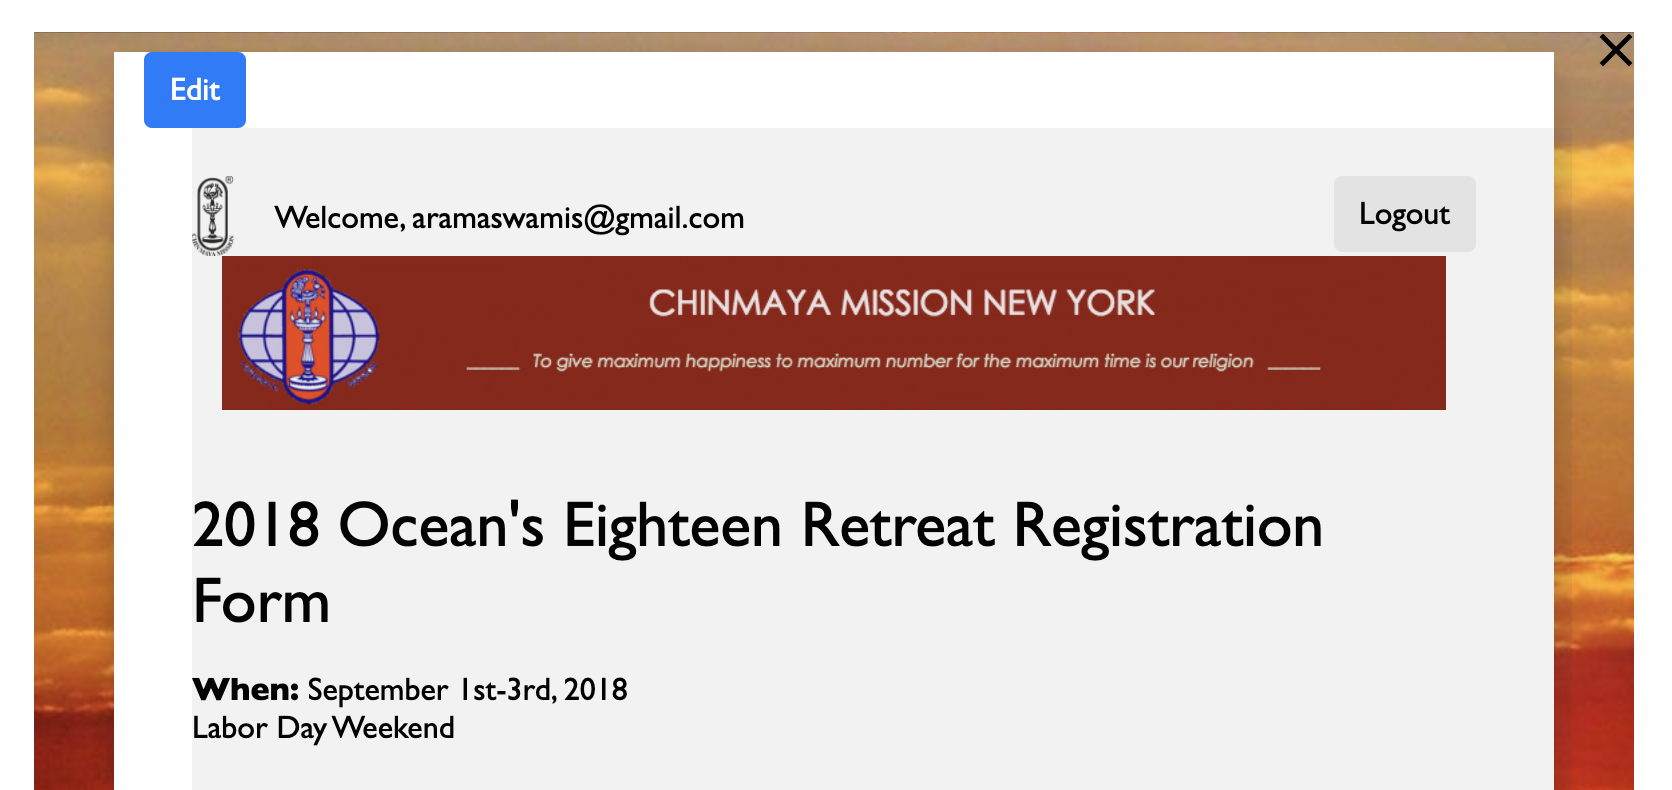 Edit
Welcome, aramaswamis@gmail.com
Logout
CHINMAYA MISSION NEW YORK
To give maximum happiness to maximum number for the maximum time is our religion
2018 Ocean's Eighteen Retreat Registration
Form
When: September 1st-3rd, 2018
Labor Day Weekend